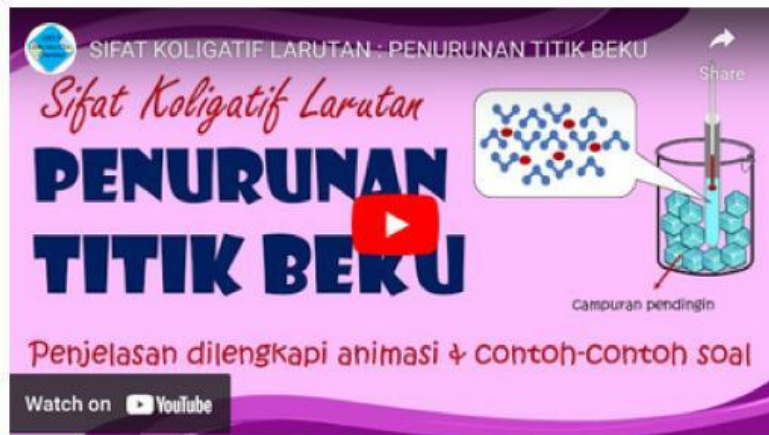 SIFAT KOLIGATIF LARUTAN : PENURUNAN TITIK BEKU
Share
Sifat Koligatif Larutan
PENURUNAN
TITIK BEKU
campuran pendingin
Penjelasan dilengkapi animasi & contoh-contoh soal
Watch on YouTube